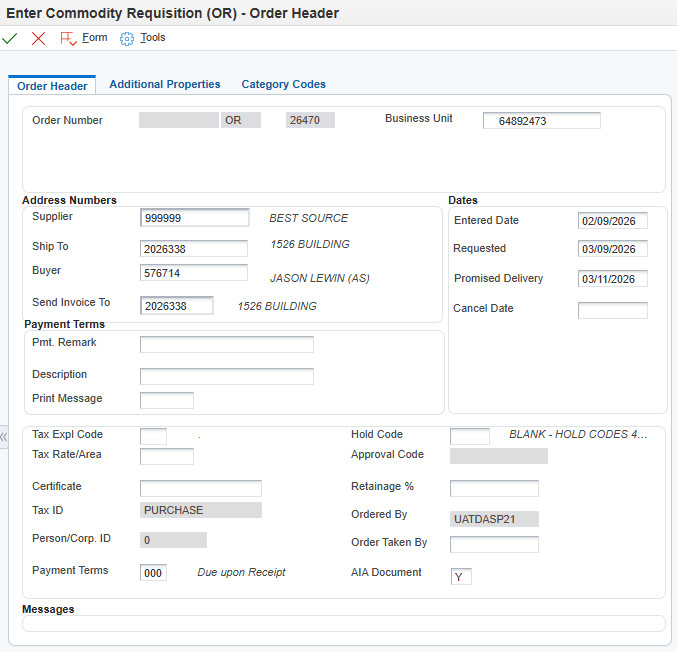 Enter Commodity Requisition (OR) - Order Header
Form Tools
Order Header Additional Properties Category Codes
Order Number OR 26470 Business Unit 64892473
Address Numbers
Supplier 999999 BEST SOURCE
Ship To 2026338 1526 BUILDING
Buyer 576714 JASON LEWIN (AS)
Send Invoice To 2026338 1526 BUILDING
Dates
Entered Date 02/09/2026
Requested 03/09/2026
Promised Delivery 03/11/2026
Cancel Date
Payment Terms
Pmt. Remark
Description
Print Message
Tax Expl Code .
Tax Rate/Area
Certificate
Tax ID PURCHASE
Person/Corp. ID 0
Payment Terms 000 Due upon Receipt
Hold Code BLANK - HOLD CODES 4...
Approval Code
Retainage %
Ordered By UATDASP21
Order Taken By
AIA Document Y
Messages